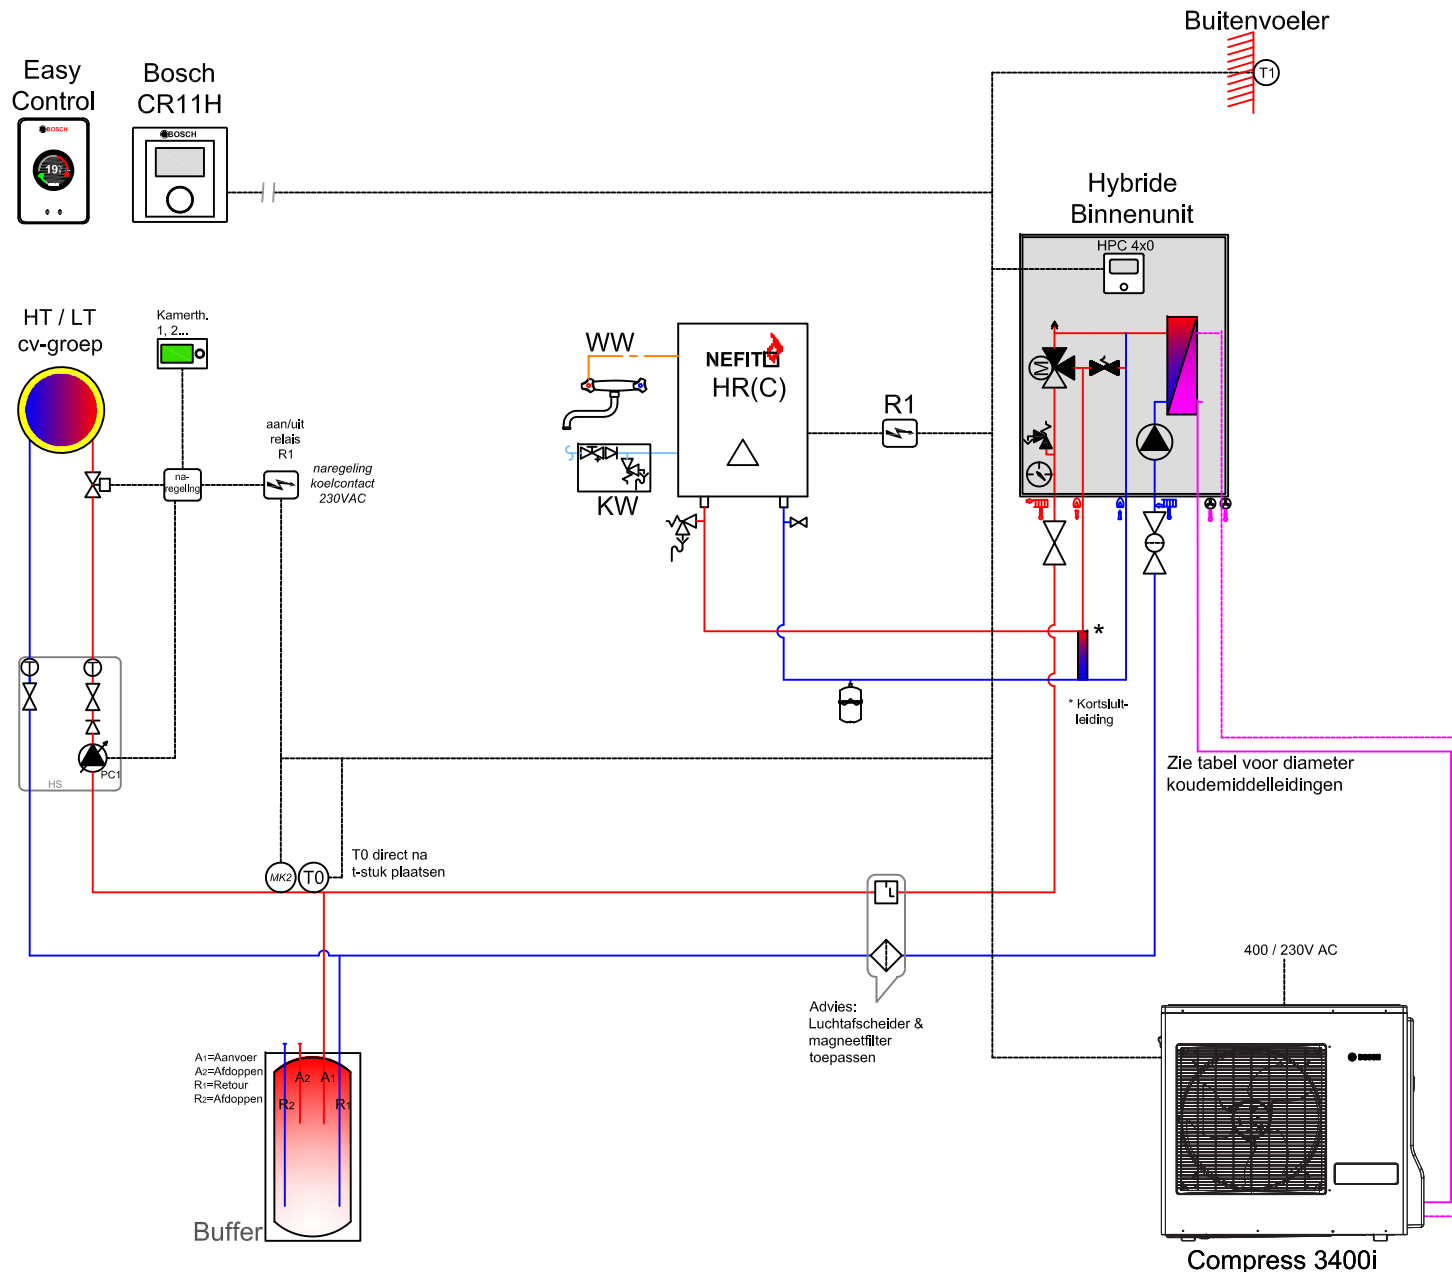 Buitenvoeler
T1
Easy
Control
BOSCH
19
Bosch
CR11H
BOSCH
Hybride
Binnenunit
HPC 4x0
M
HT / LT
cv-groep
Kamerth.
1, 2...
na-
regeling
aan/uit
relais
R1
naregeling
koelcontact
230VAC
WW
KW
NEFIT
HR(C)
R1
*
* Kortsluit-
leiding
T
T
PC1
HS
Zie tabel voor diameter
koudemiddelleidingen
MK2
T0
T0 direct na
t-stuk plaatsen
L
Advies:
Luchtafscheider &
magneetfilter
toepassen
400 / 230V AC
A1=Aanvoer
A2=Afdoppen
R1=Retour
R2=Afdoppen
A2
A1
R2
R1
Buffer
BOSCH
Compress 3400i